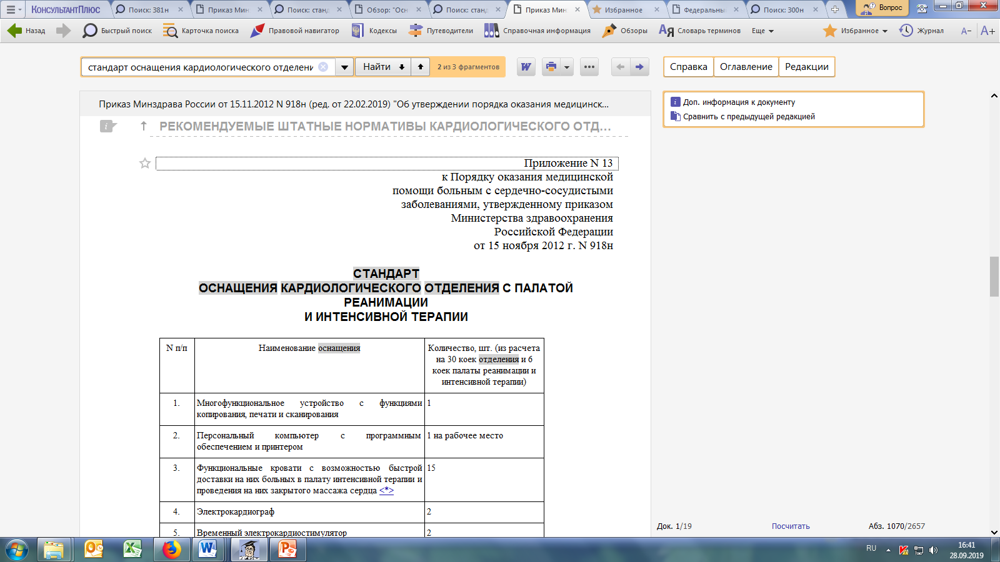 КОНСУЛЬТАНТПЛЮС
Поиск: 381н
Приказ Мин
Поиск: станд
Обзор: "Осн
Поиск: станд
Приказ Мин
Избранное
Федеральны
Поиск: 300н
Вопрос
Назад
Быстрый поиск
Карточка поиска
Правовой навигатор
Кодексы
Путеводители
Справочная информация
Обзоры
Словарь терминов
Еще
Избранное
Журнал
А−
А+
стандарт оснащения кардиологического отделени
Найти
2 из 3 фрагментов
Справка
Оглавление
Редакции
Приказ Минздрава России от 15.11.2012 N 918н (ред. от 22.02.2019) "Об утверждении порядка оказания медицинск...
Доп. информация к документу
Сравнить с предыдущей редакцией
РЕКОМЕНДУЕМЫЕ ШТАТНЫЕ НОРМАТИВЫ КАРДИОЛОГИЧЕСКОГО ОТД...
Приложение N 13
к Порядку оказания медицинской
помощи больным с сердечно-сосудистыми
заболеваниями, утвержденному приказом
Министерства здравоохранения
Российской Федерации
от 15 ноября 2012 г. N 918н
СТАНДАРТ
ОСНАЩЕНИЯ КАРДИОЛОГИЧЕСКОГО ОТДЕЛЕНИЯ С ПАЛАТОЙ
РЕАНИМАЦИИ
И ИНТЕНСИВНОЙ ТЕРАПИИ
N п/п
Наименование оснащения
Количество, шт. (из расчета
на 30 коек отделения и 6
коек палаты реанимации и
интенсивной терапии)
1.
Многофункциональное устройство с функциями
копирования, печати и сканирования
1
2.
Персональный компьютер с программным
обеспечением и принтером
1 на рабочее место
3.
Функциональные кровати с возможностью быстрой
доставки на них больных в палату интенсивной терапии и
проведения на них закрытого массажа сердца <*>
15
4.
Электрокардиограф
2
5.
Временный электрокардиостимулятор
2
Док. 1/19
Посчитать
Абз. 1070/2657
RU
16:41
28.09.2019